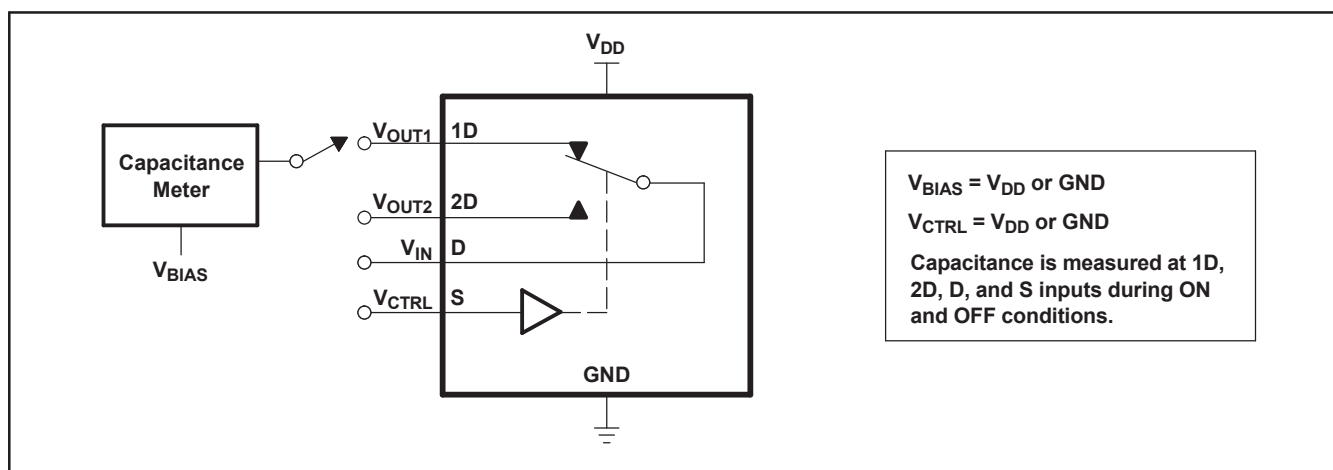 V_DD
Capacitance
Meter
V_BIAS
V_OUT1 1D
V_OUT2 2D
V_IN D
V_CTRL S
GND
V_BIAS = V_DD or GND
V_CTRL = V_DD or GND
Capacitance is measured at 1D,
2D, D, and S inputs during ON
and OFF conditions.